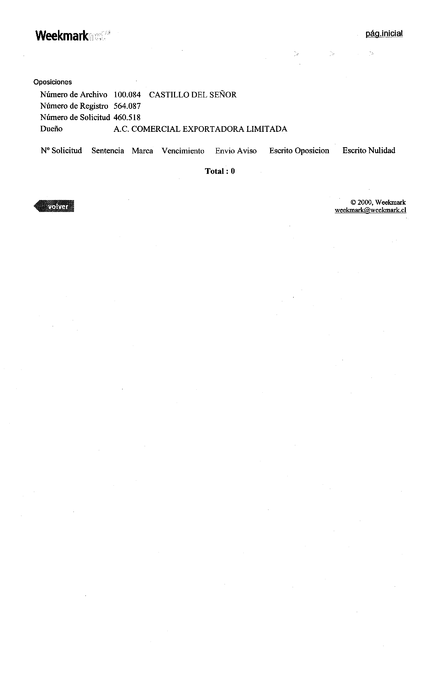 Weekmark
pág.inicial
Oposiciones
Número de Archivo 100.084 CASTILLO DEL SEÑOR
Número de Registro 564.087
Número de Solicitud 460.518
Dueño A.C. COMERCIAL EXPORTADORA LIMITADA
Nº Solicitud Sentencia Marca Vencimiento Envio Aviso Escrito Oposicion Escrito Nulidad
Total : 0
volver
© 2000, Weekmark
weekmark@weekmark.cl